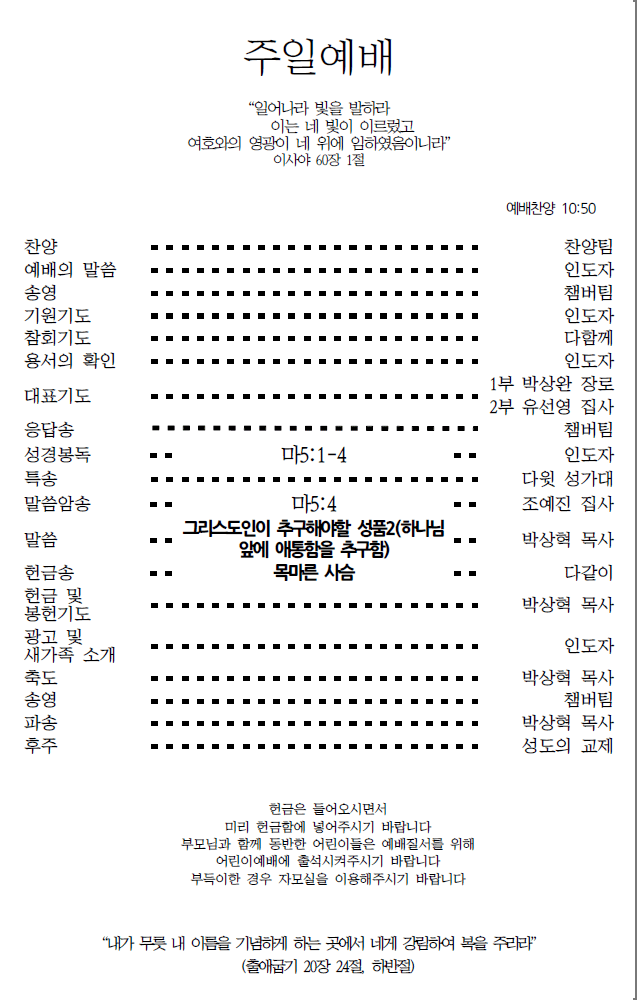 주일예배
“일어나라 빛을 발하라
이는 네 빛이 이르렀고
여호와의 영광이 네 위에 임하였음이니라”
이사야 60장 1절
예배찬양 10:50
찬양 찬양팀
예배의 말씀 인도자
송영 챔버팀
기원기도 인도자
참회기도 다함께
용서의 확인 인도자
대표기도 1부 박상완 장로
2부 유선영 집사
응답송 챔버팀
성경봉독 마5:1-4 인도자
특송 다윗 성가대
말씀암송 마5:4 조예진 집사
말씀 그리스도인이 추구해야할 성품2(하나님
앞에 애통함을 추구함) 박상혁 목사
헌금송 목마른 사슴 다같이
헌금 및
봉헌기도 박상혁 목사
광고 및
새가족 소개 인도자
축도 박상혁 목사
송영 챔버팀
파송 박상혁 목사
후주 성도의 교제
헌금은 들어오시면서
미리 헌금함에 넣어주시기 바랍니다
부모님과 함께 동반한 어린이들은 예배질서를 위해
어린이예배에 출석시켜주시기 바랍니다
부득이한 경우 자모실을 이용해주시기 바랍니다
“내가 무릇 내 이름을 기념하게 하는 곳에서 네게 강림하여 복을 주리라”
(출애굽기 20장 24절, 하반절)